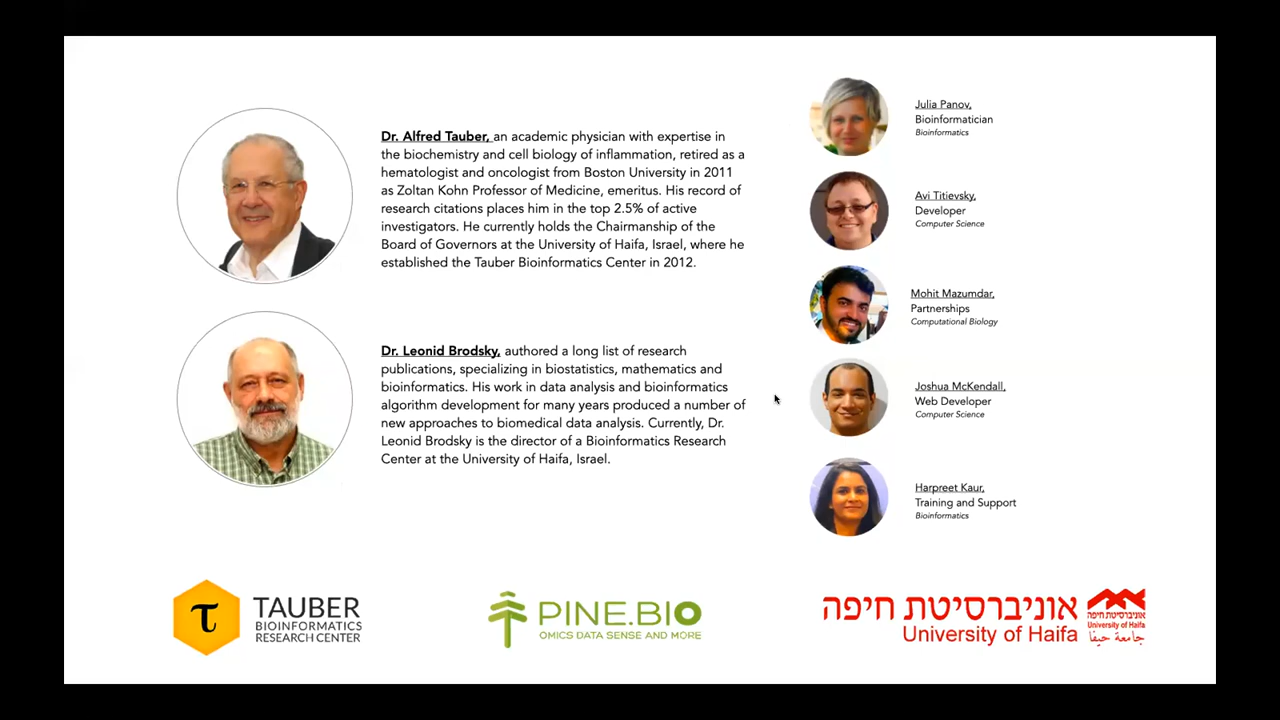 Dr. Alfred Tauber, an academic physician with expertise in
the biochemistry and cell biology of inflammation, retired as a
hematologist and oncologist from Boston University in 2011
as Zoltan Kohn Professor of Medicine, emeritus. His record of
research citations places him in the top 2.5% of active
investigators. He currently holds the Chairmanship of the
Board of Governors at the University of Haifa, Israel, where he
established the Tauber Bioinformatics Center in 2012.
Dr. Leonid Brodsky, authored a long list of research
publications, specializing in biostatistics, mathematics and
bioinformatics. His work in data analysis and bioinformatics
algorithm development for many years produced a number of
new approaches to biomedical data analysis. Currently, Dr.
Leonid Brodsky is the director of a Bioinformatics Research
Center at the University of Haifa, Israel.
Julia Panov,
Bioinformatician
Bioinformatics
Avi Titievsky,
Developer
Computer Science
Mohit Mazumdar,
Partnerships
Computational Biology
Joshua McKendall,
Web Developer
Computer Science
Harpreet Kaur,
Training and Support
Bioinformatics
τ
TAUBER
BIOINFORMATICS
RESEARCH CENTER
PINE.BIO
OMICS DATA SENSE AND MORE
אוניברסיטת חיפה
University of Haifa
אוניברסיטת חיפה
University of Haifa
جامعة حيفا